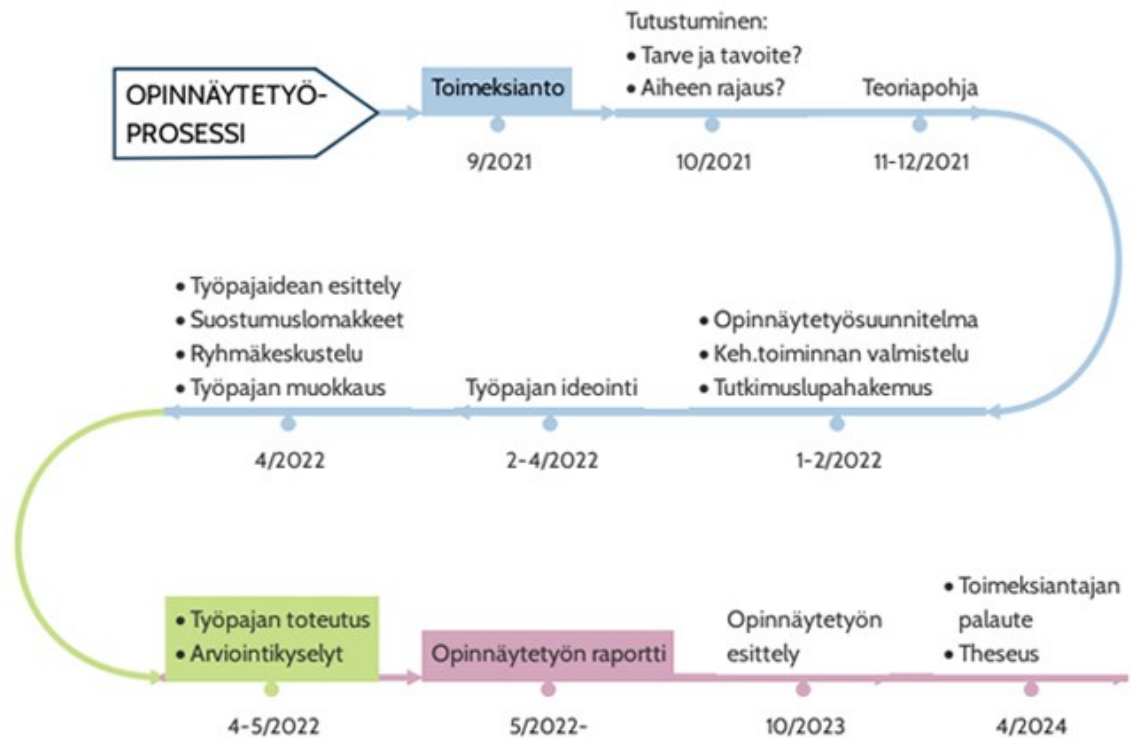 OPINNÄYTETYÖ-
PROSESSI
Toimeksianto
9/2021
Tutustuminen:
• Tarve ja tavoite?
• Aiheen rajaus?
10/2021
Teoriapohja
11-12/2021
• Opinnäytetyösuunnitelma
• Keh.toiminnan valmistelu
• Tutkimuslupahakemus
1-2/2022
Työpajan ideointi
2-4/2022
• Työpajaidean esittely
• Suostumuslomakkeet
• Ryhmäkeskustelu
• Työpajan muokkaus
4/2022
• Työpajan toteutus
• Arviointikyselyt
4-5/2022
Opinnäytetyön raportti
5/2022-
Opinnäytetyön
esittely
10/2023
• Toimeksiantajan
palaute
• Theseus
4/2024